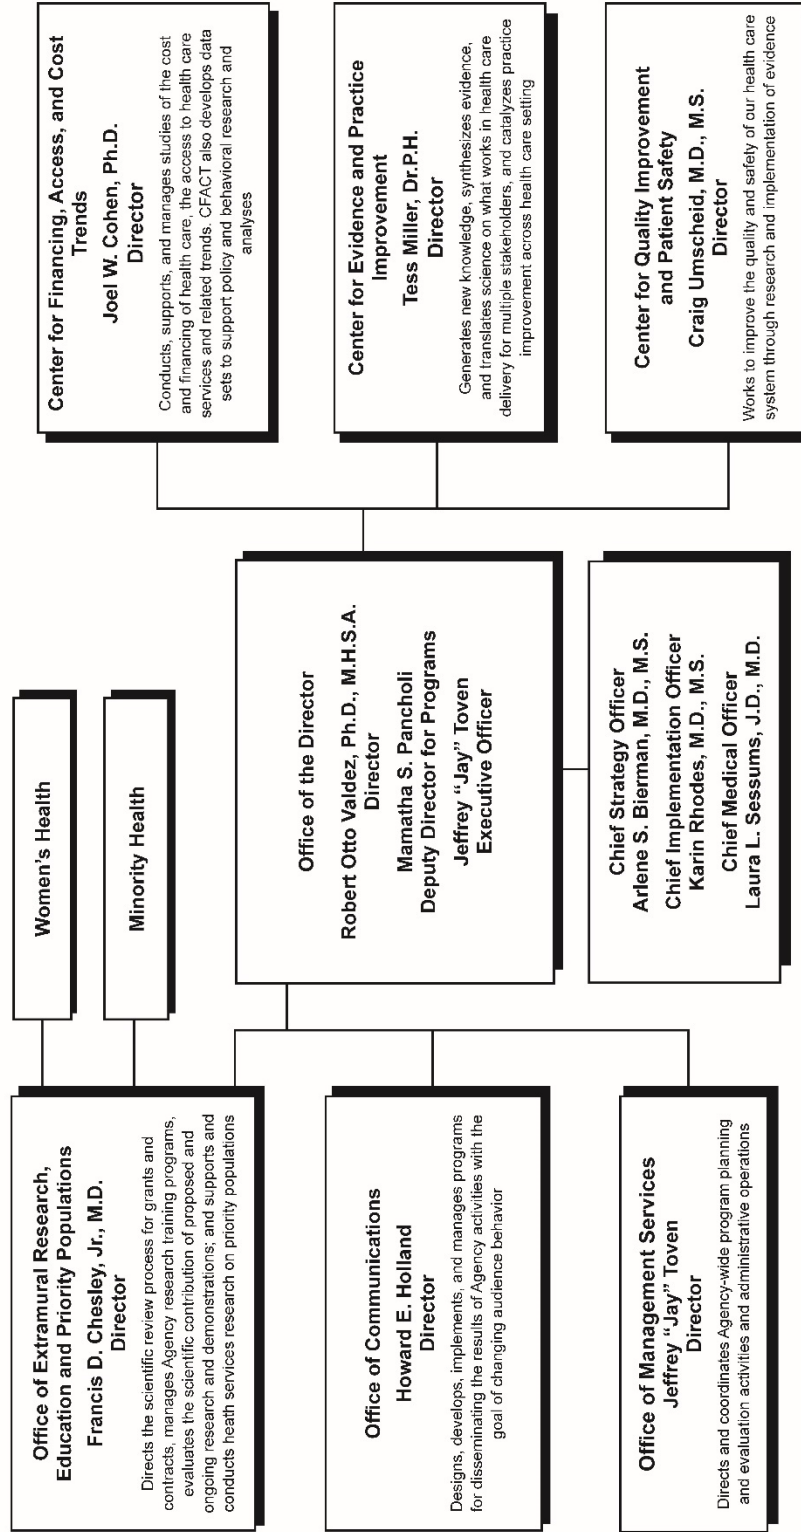 Office of Extramural Research,
Education and Priority Populations
Francis D. Chesley, Jr., M.D.
Director
Directs the scientific review process for grants and
contracts, manages Agency research training programs,
evaluates the scientific contribution of proposed and
ongoing research and demonstrations; and supports and
conducts heath services research on priority populations
Women's Health
Minority Health
Office of Communications
Howard E. Holland
Director
Designs, develops, implements, and manages programs
for disseminating the results of Agency activities with the
goal of changing audience behavior
Office of Management Services
Jeffrey “Jay” Toven
Director
Directs and coordinates Agency-wide program planning
and evaluation activities and administrative operations
Office of the Director
Robert Otto Valdez, Ph.D., M.H.S.A.
Director
Mamatha S. Pancholi
Deputy Director for Programs
Jeffrey “Jay” Toven
Executive Officer
Chief Strategy Officer
Arlene S. Bierman, M.D., M.S.
Chief Implementation Officer
Karin Rhodes, M.D., M.S.
Chief Medical Officer
Laura L. Sessums, J.D., M.D.
Center for Financing, Access, and Cost
Trends
Joel W. Cohen, Ph.D.
Director
Conducts, supports, and manages studies of the cost
and financing of health care, the access to health care
services and related trends. CFACT also develops data
sets to support policy and behavioral research and
analyses
Center for Evidence and Practice
Improvement
Tess Miller, Dr.P.H.
Director
Generates new knowledge, synthesizes evidence,
and translates science on what works in health care
delivery for multiple stakeholders, and catalyzes practice
improvement across health care setting
Center for Quality Improvement
and Patient Safety
Craig Umscheid, M.D., M.S.
Director
Works to improve the quality and safety of our health care
system through research and implementation of evidence